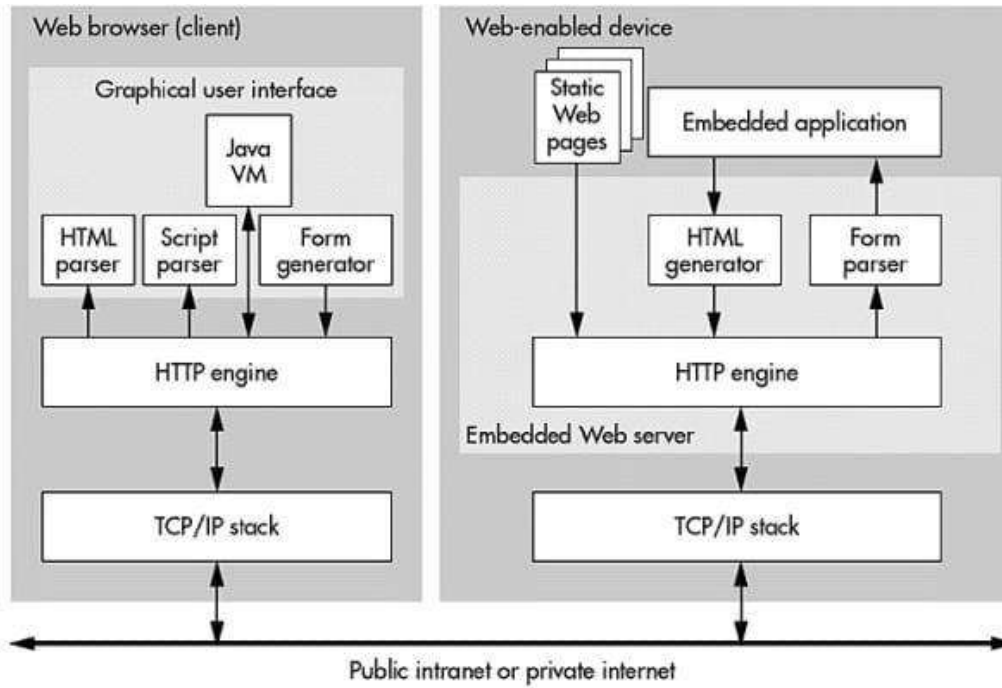 Web browser (client)
Graphical user interface
Java
VM
HTML
parser
Script
parser
Form
generator
HTTP engine
TCP/IP stack
Web-enabled device
Static
Web
pages
Embedded application
HTML
generator
Form
parser
HTTP engine
Embedded Web server
TCP/IP stack
Public intranet or private internet